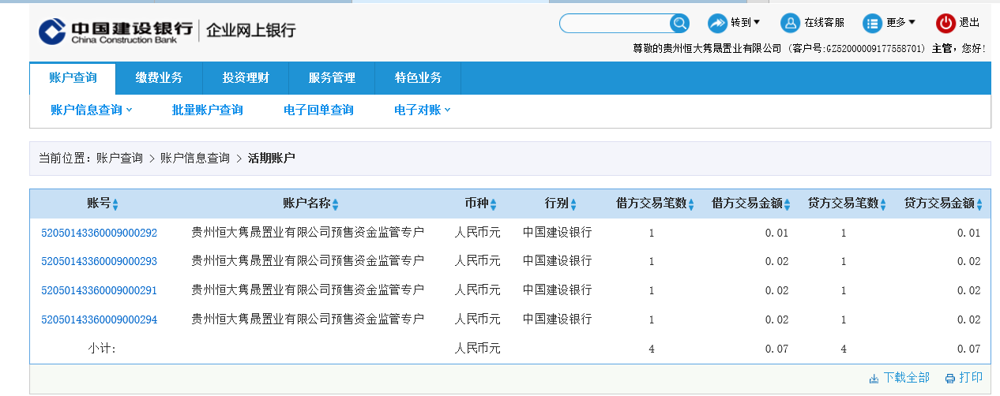 中国建设银行 企业网上银行
China Construction Bank
转到 在线客服 更多 退出
尊敬的贵州恒大隽晟置业有限公司 (客户号:GZ52000009177558701) 主管，您好!
账户查询 缴费业务 投资理财 服务管理 特色业务
账户信息查询 批量账户查询 电子回单查询 电子对账
当前位置：账户查询 > 账户信息查询 > 活期账户
账号 账户名称 币种 行别 借方交易笔数 借方交易金额 贷方交易笔数 贷方交易金额
52050143360009000292 贵州恒大隽晟置业有限公司预售资金监管专户 人民币元 中国建设银行 1 0.01 1 0.01
52050143360009000293 贵州恒大隽晟置业有限公司预售资金监管专户 人民币元 中国建设银行 1 0.02 1 0.02
52050143360009000291 贵州恒大隽晟置业有限公司预售资金监管专户 人民币元 中国建设银行 1 0.02 1 0.02
52050143360009000294 贵州恒大隽晟置业有限公司预售资金监管专户 人民币元 中国建设银行 1 0.02 1 0.02
小计: 人民币元 4 0.07 4 0.07
下载全部 打印